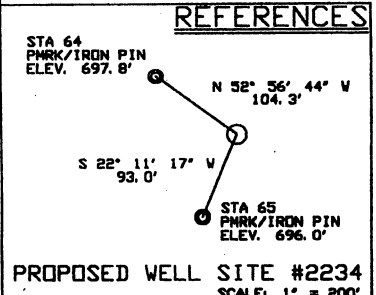 REFERENCES
STA 64
PMRK/IRON PIN
ELEV. 697.8'
N 52° 56' 44" W
104.3'
S 22° 11' 17" W
93.0'
STA 65
PMRK/IRON PIN
ELEV. 696.0'
PROPOSED WELL SITE #2234
SCALE: 1" = 200'